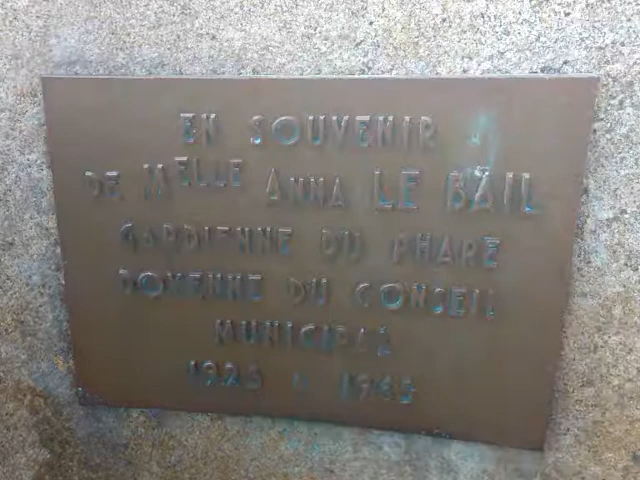 EN SOUVENIR
DE MELLE ANNA LE BAIL
GARDIENNE DU PHARE
DOYENNE DU CONSEIL
MUNICIPAL